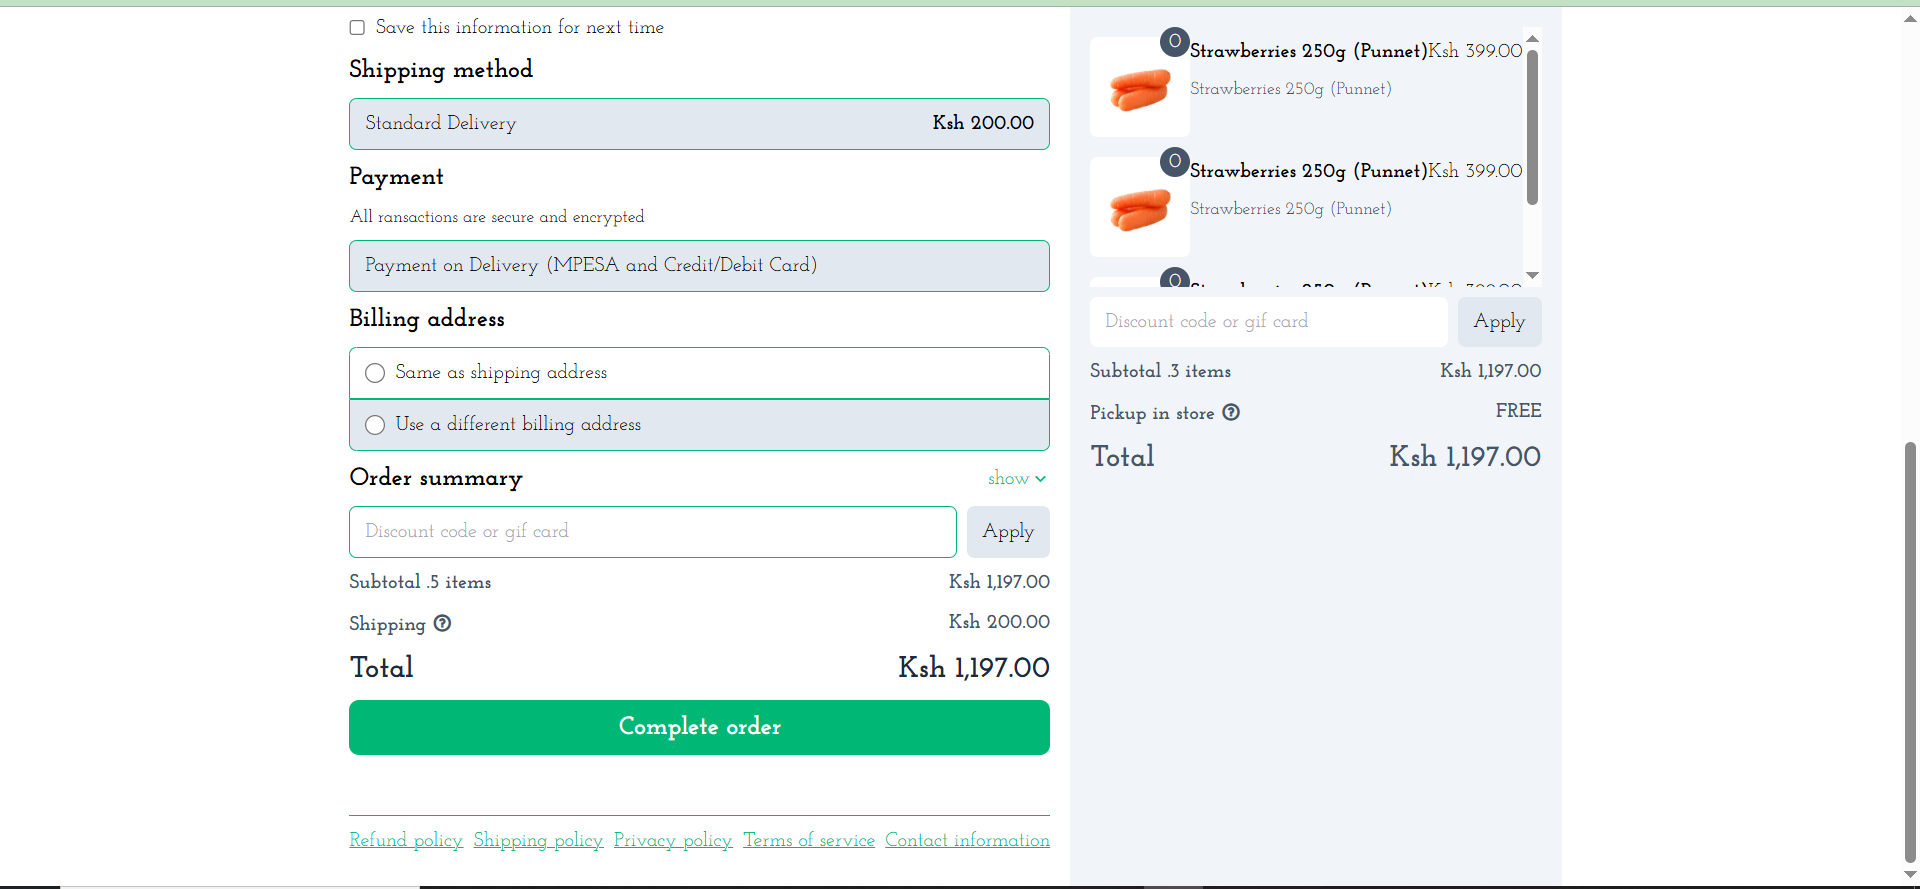 Save this information for next time
Shipping method
Standard Delivery Ksh 200.00
Payment
All ransactions are secure and encrypted
Payment on Delivery (MPESA and Credit/Debit Card)
Billing address
Same as shipping address
Use a different billing address
Order summary show
Discount code or gif card Apply
Subtotal .5 items Ksh 1,197.00
Shipping Ksh 200.00
Total Ksh 1,197.00
Complete order
Refund policy Shipping policy Privacy policy Terms of service Contact information
0
Strawberries 250g (Punnet) Ksh 399.00
Strawberries 250g (Punnet)
0
Strawberries 250g (Punnet) Ksh 399.00
Strawberries 250g (Punnet)
0
Strawberries 250g (Punnet) Ksh 399.00
Discount code or gif card Apply
Subtotal .3 items Ksh 1,197.00
Pickup in store FREE
Total Ksh 1,197.00